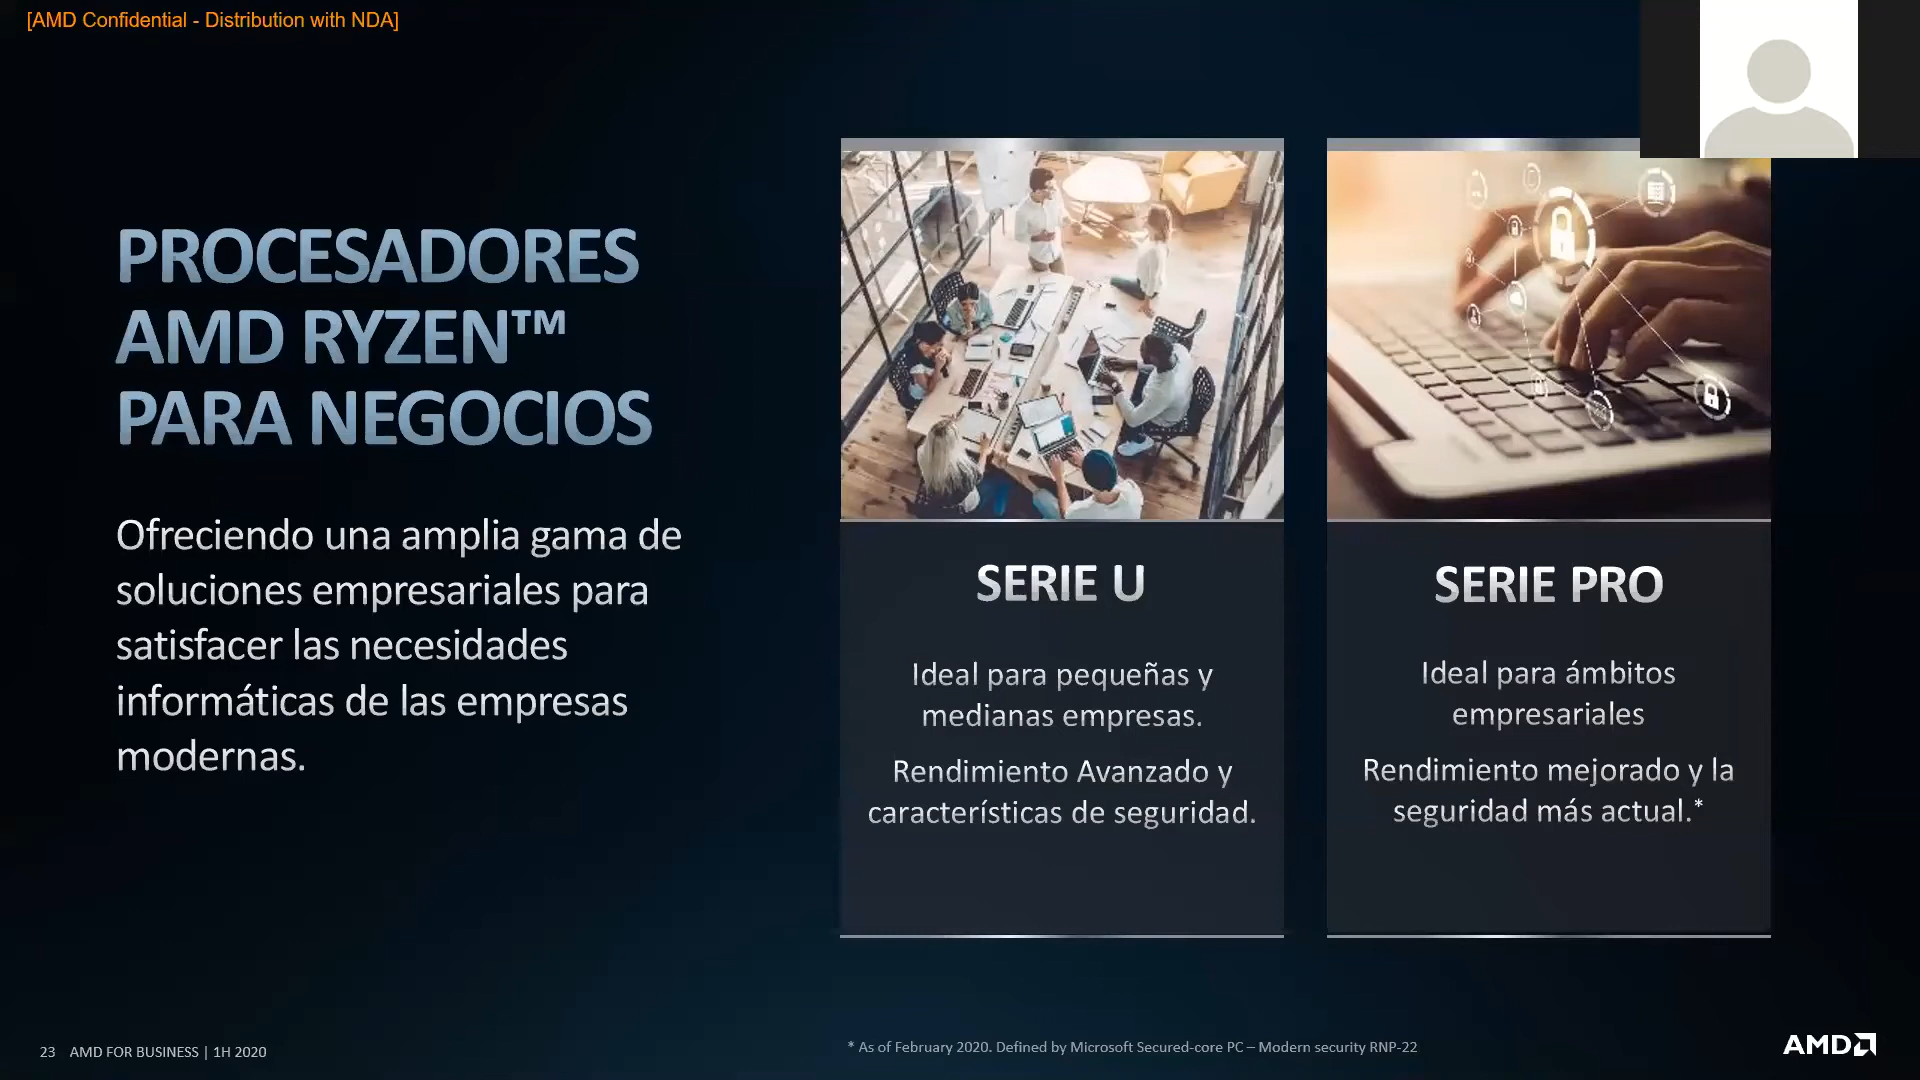 [AMD Confidential - Distribution with NDA]
PROCESADORES
AMD RYZEN™
PARA NEGOCIOS
Ofreciendo una amplia gama de
soluciones empresariales para
satisfacer las necesidades
informáticas de las empresas
modernas.
SERIE U
Ideal para pequeñas y
medianas empresas.
Rendimiento Avanzado y
características de seguridad.
SERIE PRO
Ideal para ámbitos
empresariales
Rendimiento mejorado y la
seguridad más actual.*
23 AMD FOR BUSINESS | 1H 2020
* As of February 2020. Defined by Microsoft Secured-core PC – Modern security RNP-22
AMD